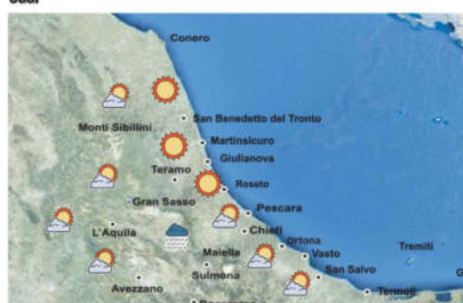 Conero
San Benedetto del Tronto
Monti Sibillini
Martinsicuro
Giulianova
Teramo
Roseto
Gran Sasso
Pescara
L'Aquila
Chieti
Ortona
Maiella
Vasto
Tremiti
Sulmona
San Salvo
Avezzano
Termoli